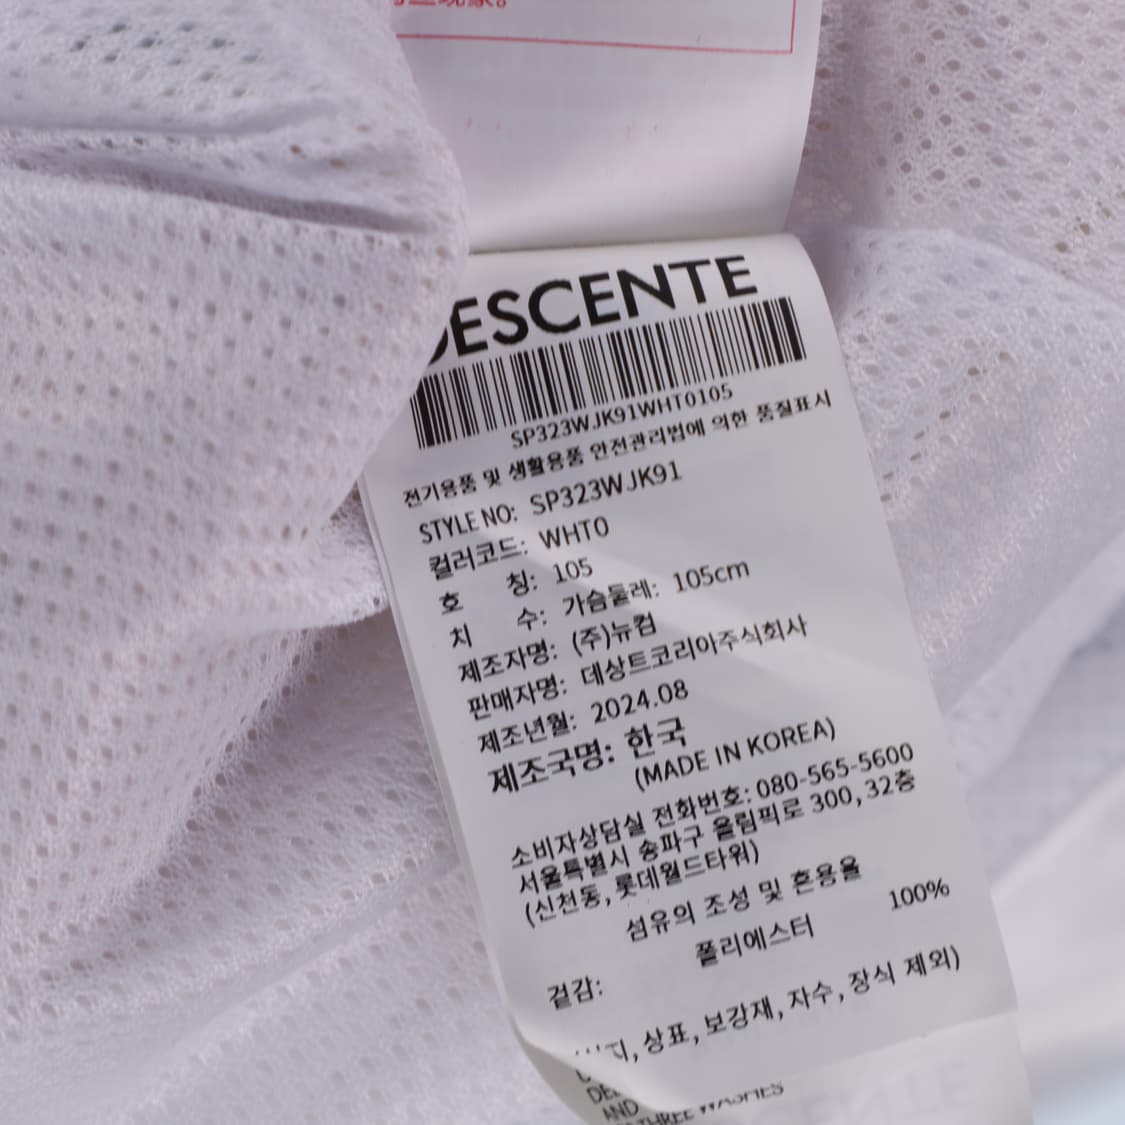 DESCENTE
SP323WJK91WHT0105
전기용품 및 생활용품 안전관리법에 의한 품질표시
STYLE NO: SP323WJK91
컬러코드: WHT0
호 칭: 105
치 수: 가슴둘레: 105cm
제조자명: (주)뉴컴
판매자명: 데상트코리아주식회사
제조년월: 2024.08
제조국명: 한국
(MADE IN KOREA)
소비자상담실 전화번호: 080-565-5600
서울특별시 송파구 올림픽로 300, 32층
(신천동, 롯데월드타워)
섬유의 조성 및 혼용율
겉감: 폴리에스터 100%
상표, 보강재, 자수, 장식 제외)
AND
THREE WASHES